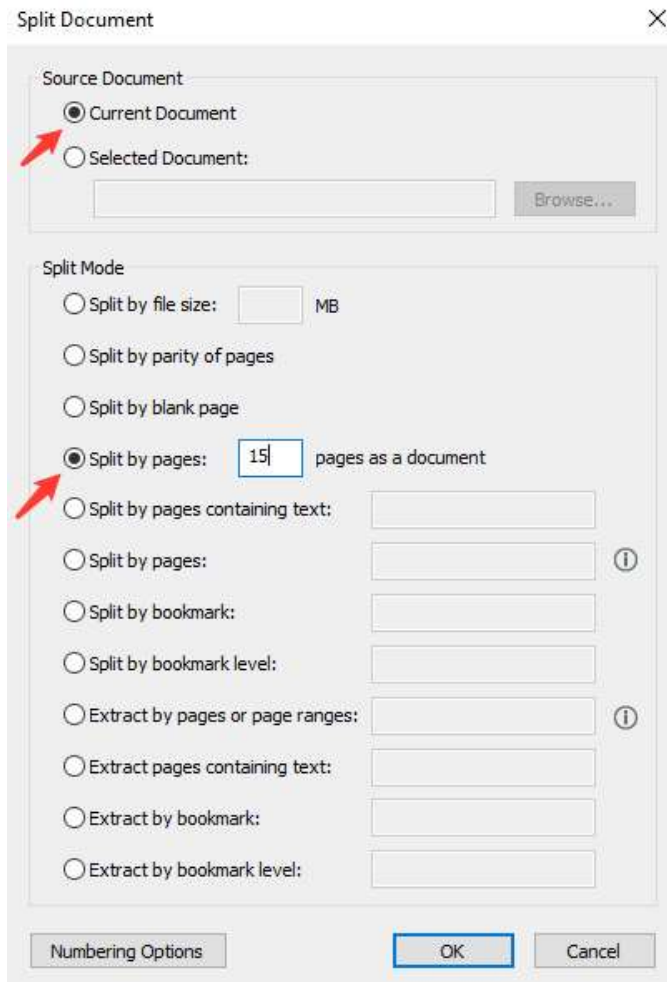 Split Document
Source Document
Current Document
Selected Document:
Browse...
Split Mode
Split by file size: MB
Split by parity of pages
Split by blank page
Split by pages: 15 pages as a document
Split by pages containing text:
Split by pages:
Split by bookmark:
Split by bookmark level:
Extract by pages or page ranges:
Extract pages containing text:
Extract by bookmark:
Extract by bookmark level:
Numbering Options OK Cancel